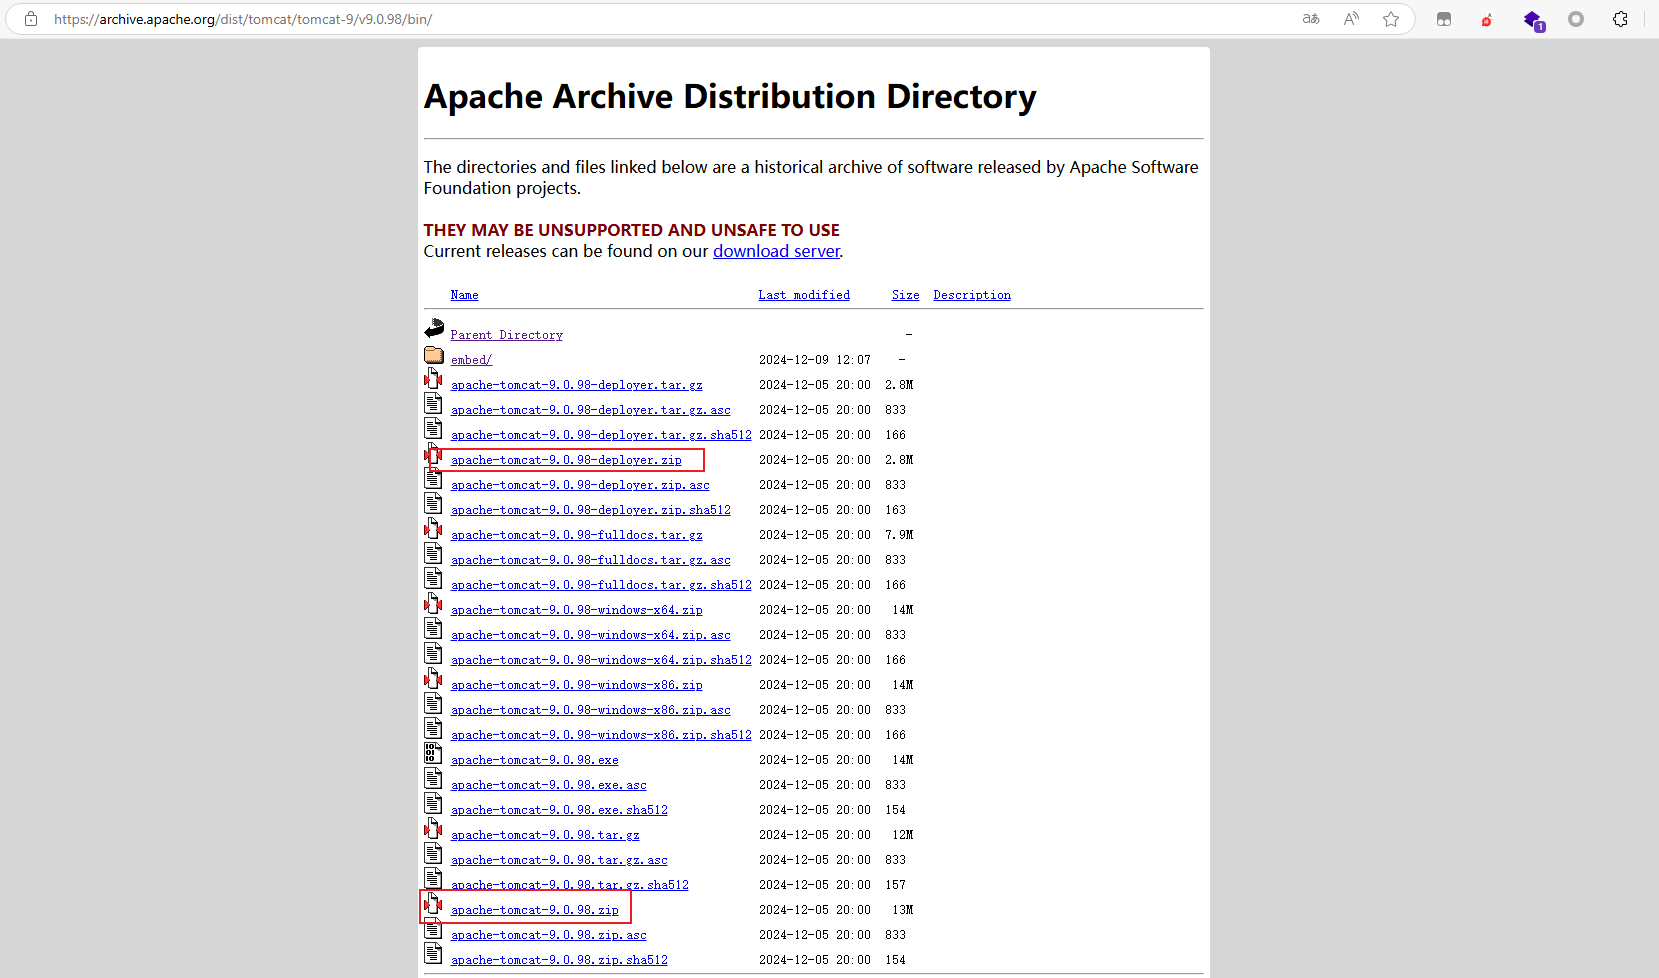 https://archive.apache.org/dist/tomcat/tomcat-9/v9.0.98/bin/
Apache Archive Distribution Directory
The directories and files linked below are a historical archive of software released by Apache Software
Foundation projects.
THEY MAY BE UNSUPPORTED AND UNSAFE TO USE
Current releases can be found on our download server.
Name Last modified Size Description
Parent Directory -
embed/ 2024-12-09 12:07 -
apache-tomcat-9.0.98-deployer.tar.gz 2024-12-05 20:00 2.8M
apache-tomcat-9.0.98-deployer.tar.gz.asc 2024-12-05 20:00 833
apache-tomcat-9.0.98-deployer.tar.gz.sha512 2024-12-05 20:00 166
apache-tomcat-9.0.98-deployer.zip 2024-12-05 20:00 2.8M
apache-tomcat-9.0.98-deployer.zip.asc 2024-12-05 20:00 833
apache-tomcat-9.0.98-deployer.zip.sha512 2024-12-05 20:00 163
apache-tomcat-9.0.98-fulldocs.tar.gz 2024-12-05 20:00 7.9M
apache-tomcat-9.0.98-fulldocs.tar.gz.asc 2024-12-05 20:00 833
apache-tomcat-9.0.98-fulldocs.tar.gz.sha512 2024-12-05 20:00 166
apache-tomcat-9.0.98-windows-x64.zip 2024-12-05 20:00 14M
apache-tomcat-9.0.98-windows-x64.zip.asc 2024-12-05 20:00 833
apache-tomcat-9.0.98-windows-x64.zip.sha512 2024-12-05 20:00 166
apache-tomcat-9.0.98-windows-x86.zip 2024-12-05 20:00 14M
apache-tomcat-9.0.98-windows-x86.zip.asc 2024-12-05 20:00 833
apache-tomcat-9.0.98-windows-x86.zip.sha512 2024-12-05 20:00 166
apache-tomcat-9.0.98.exe 2024-12-05 20:00 14M
apache-tomcat-9.0.98.exe.asc 2024-12-05 20:00 833
apache-tomcat-9.0.98.exe.sha512 2024-12-05 20:00 154
apache-tomcat-9.0.98.tar.gz 2024-12-05 20:00 12M
apache-tomcat-9.0.98.tar.gz.asc 2024-12-05 20:00 833
apache-tomcat-9.0.98.tar.gz.sha512 2024-12-05 20:00 157
apache-tomcat-9.0.98.zip 2024-12-05 20:00 13M
apache-tomcat-9.0.98.zip.asc 2024-12-05 20:00 833
apache-tomcat-9.0.98.zip.sha512 2024-12-05 20:00 154